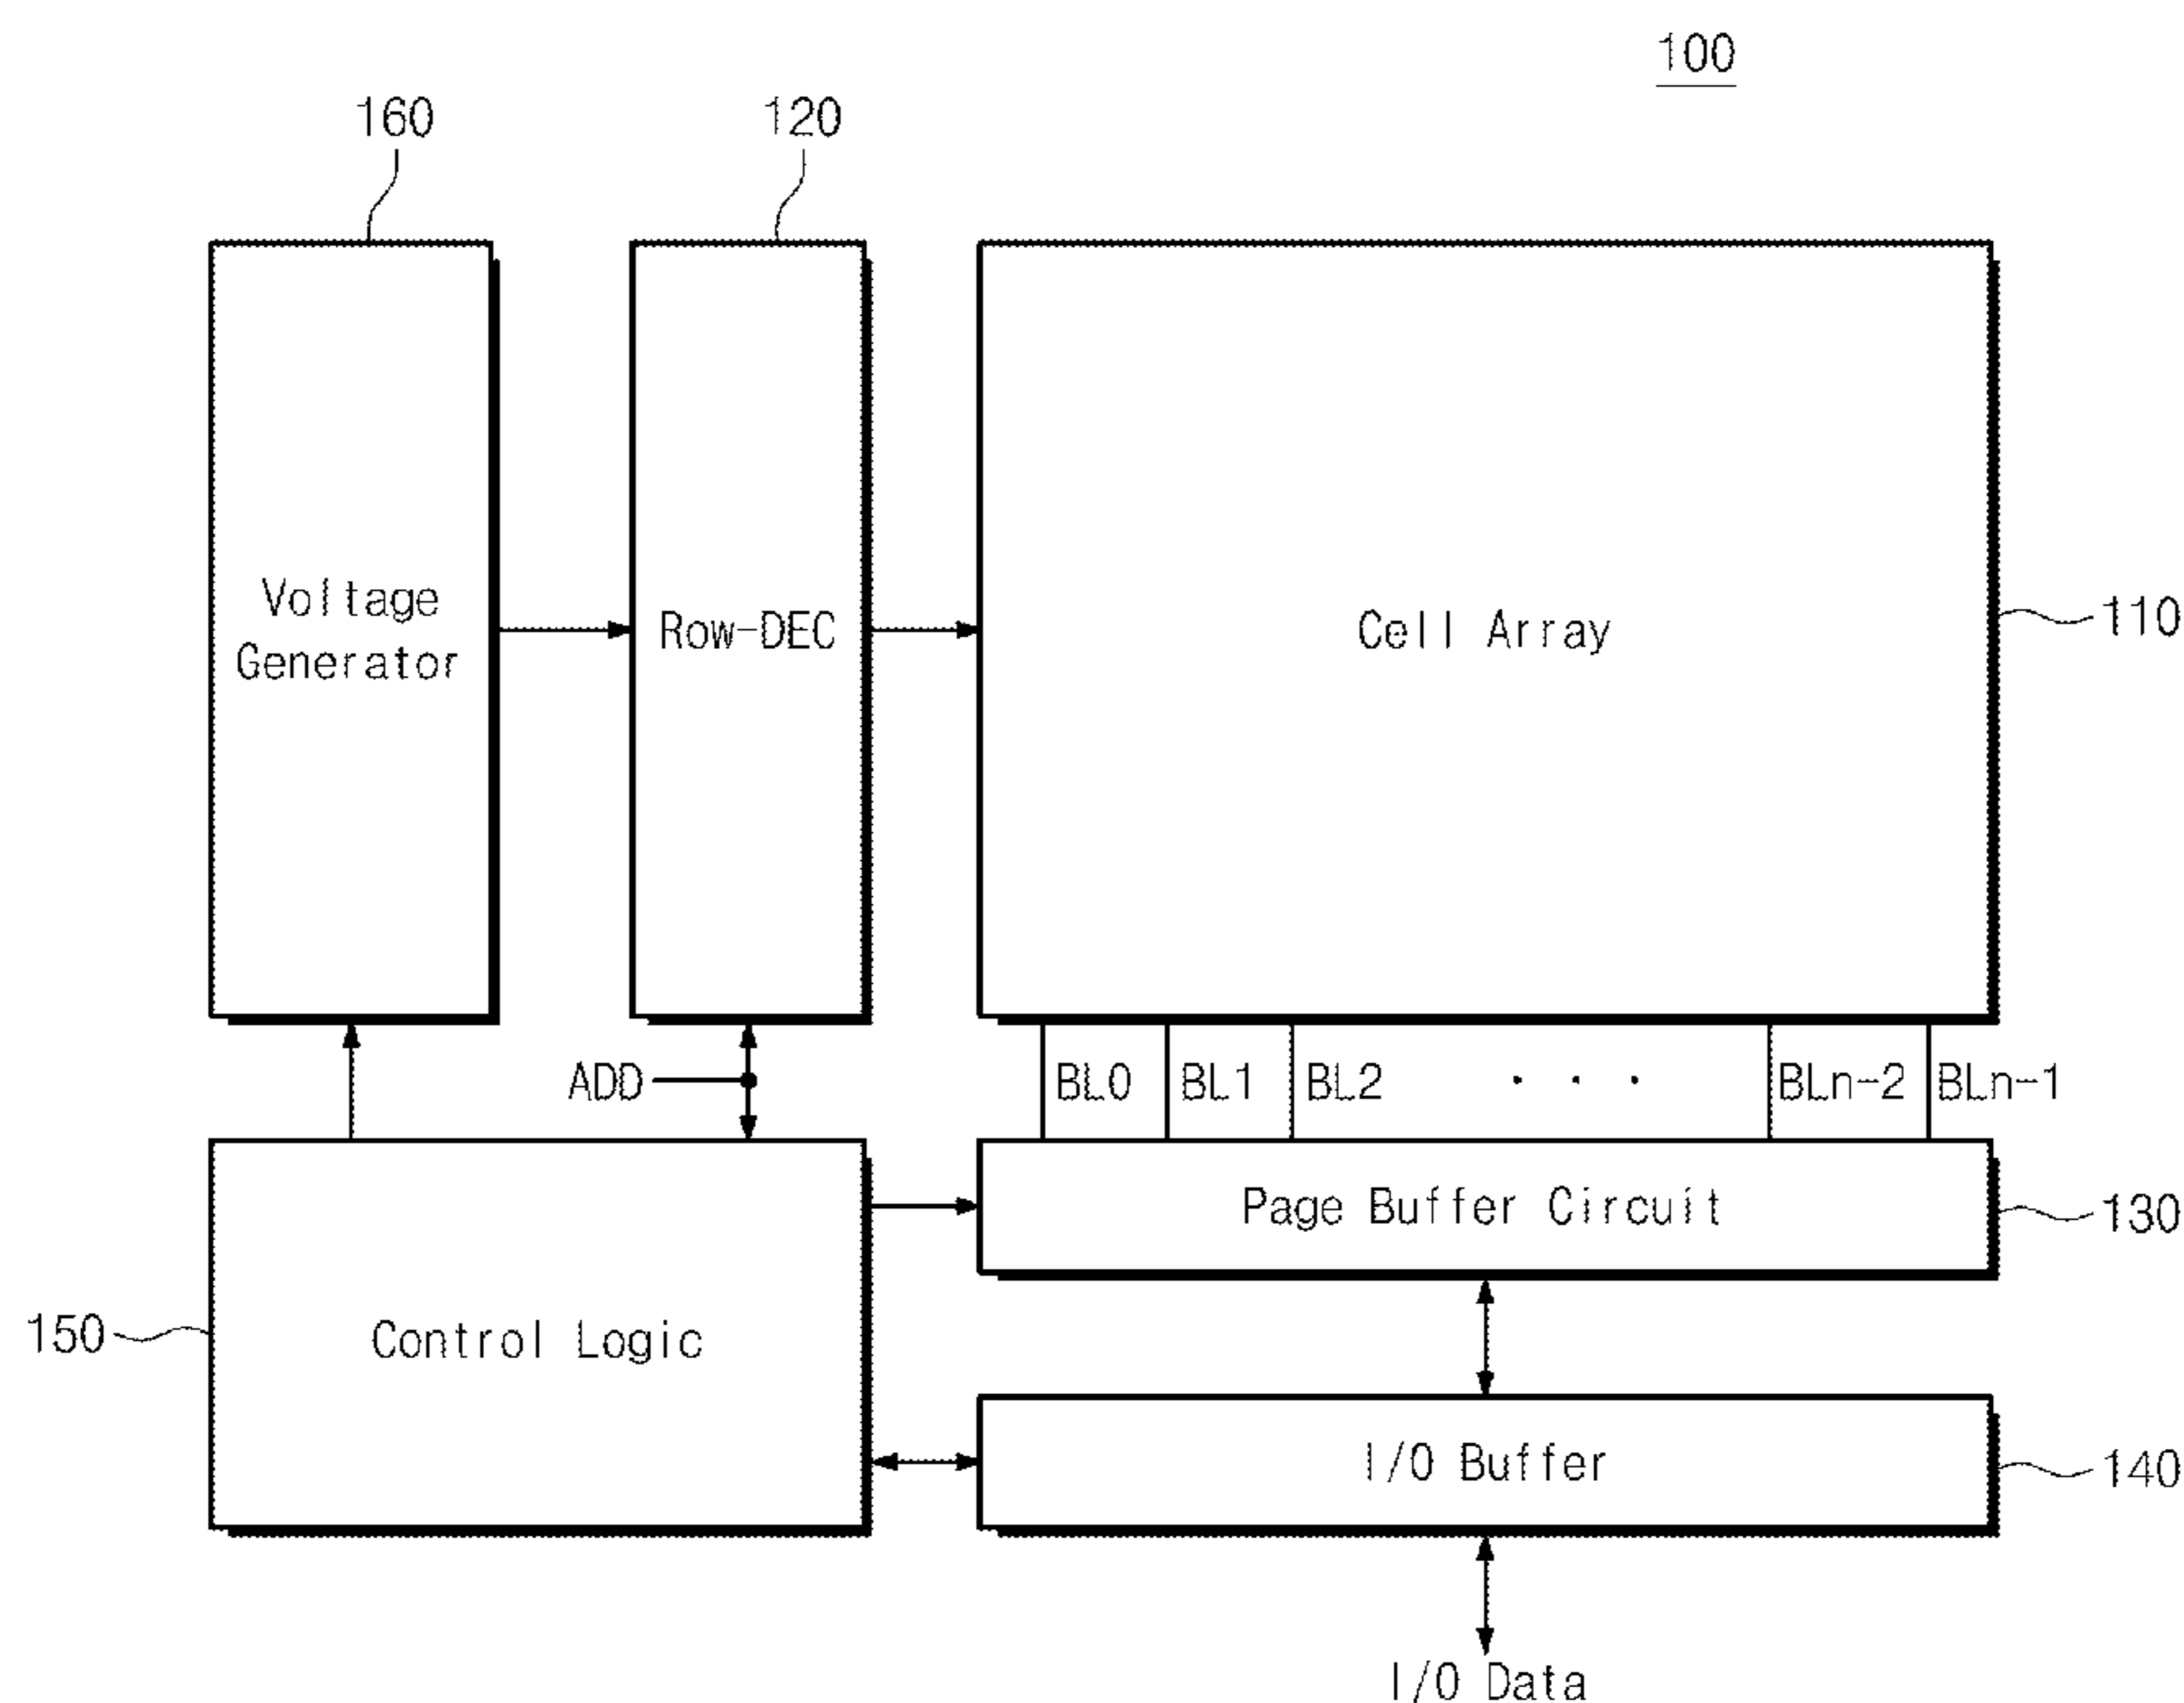 100
160
120
Voltage
Generator
Row-DEC
Cell Array
110
ADD
BL0 BL1 BL2 · · · BLn-2 BLn-1
Page Buffer Circuit
130
150
Control Logic
I/O Buffer
140
I/O Data